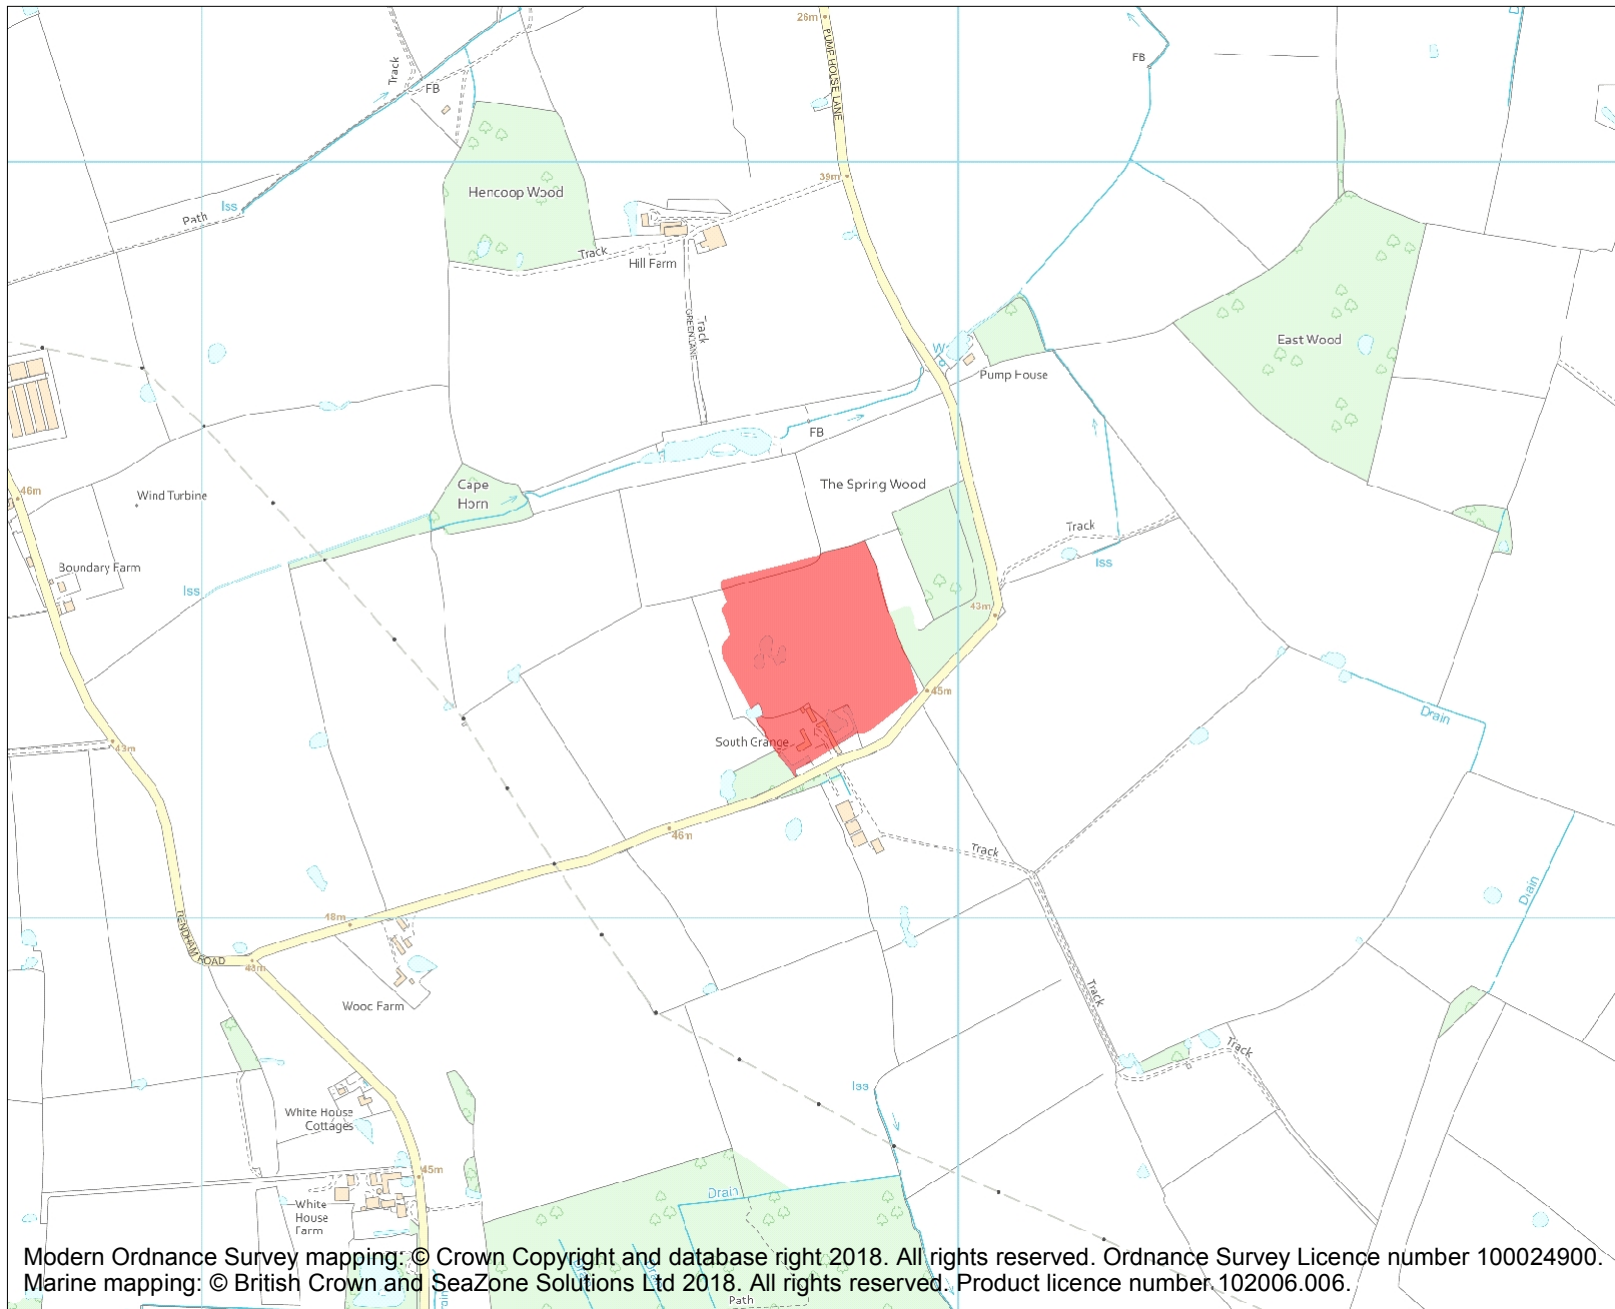 26m
PUMP HOUSE LANE
FB
Track
FB
39m
Hencoop Wood
Iss
Path
Track
Hill Farm
Track
GREEN LANE
East Wood
W
Pump House
FB
46m
Wind Turbine
Cape
Horn
The Spring Wood
Track
Iss
Boundary Farm
Iss
43m
45m
Drain
43m
South Grange
46m
Track
Drain
48m
ROAD
48m
Wooc Farm
Track
Track
Iss
White House
Cottages
45m
Drain
White
House
Farm
Modern Ordnance Survey mapping: © Crown Copyright and database right 2018. All rights reserved. Ordnance Survey Licence number 100024900.
Marine mapping: © British Crown and SeaZone Solutions Ltd 2018. All rights reserved. Product licence number 102006.006.
Path